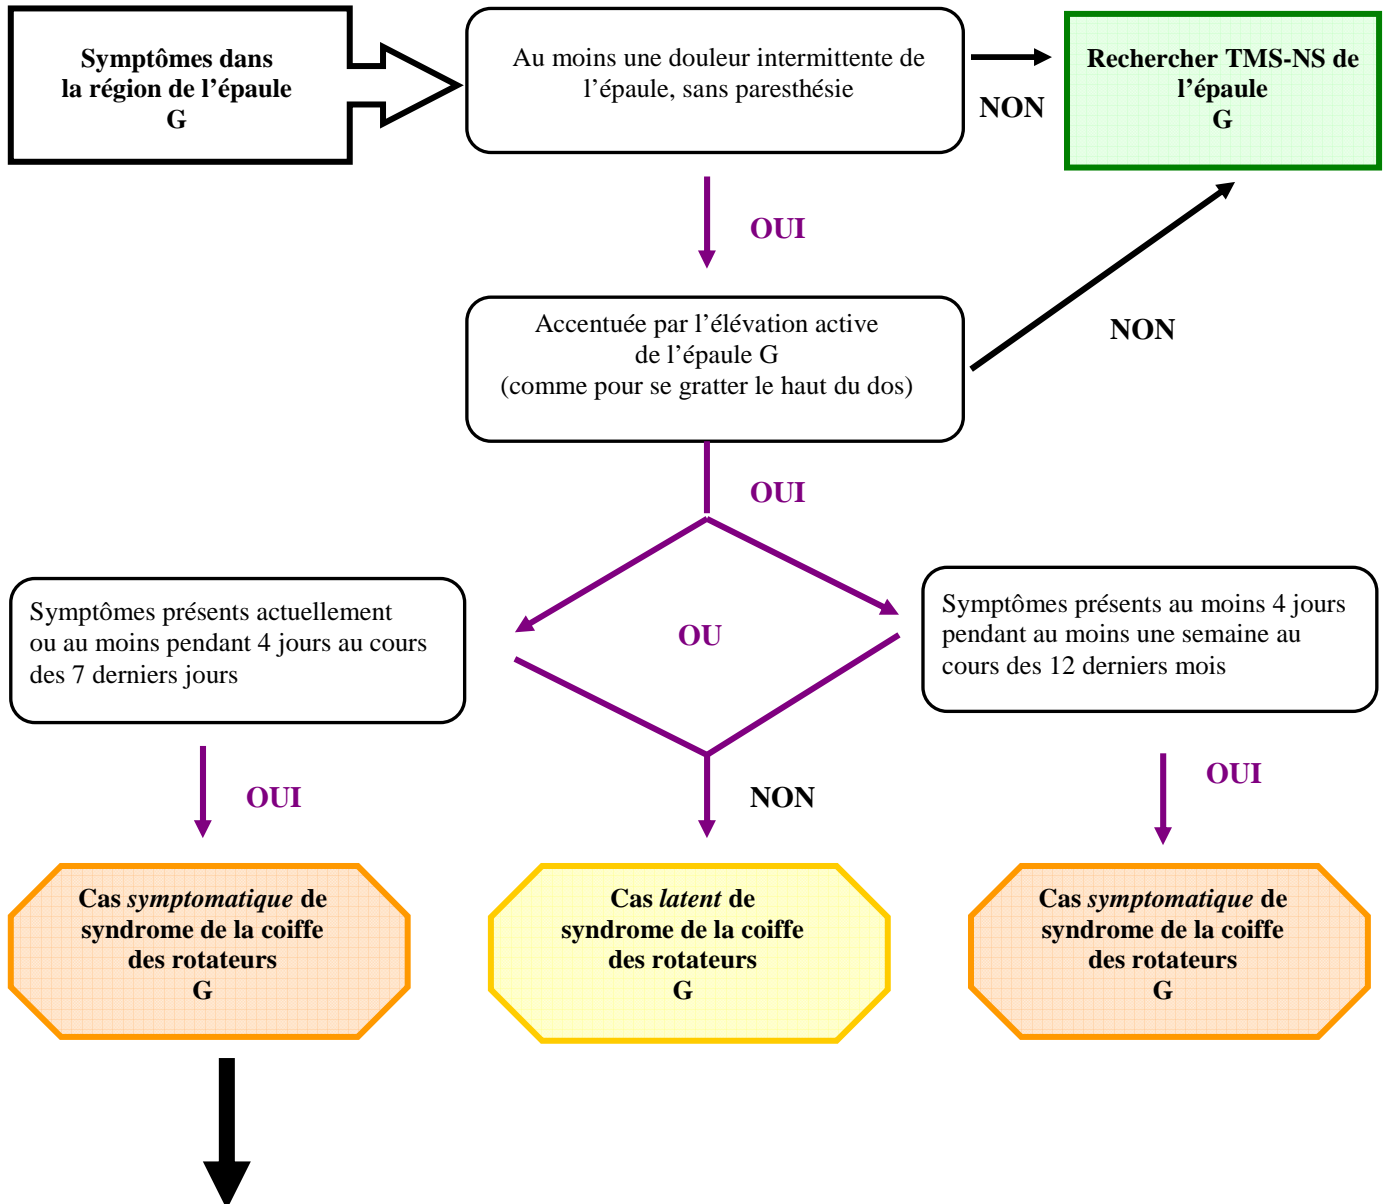 Symptômes dans
la région de l’épaule
G
Au moins une douleur intermittente de
l’épaule, sans paresthésie
NON
Rechercher TMS-NS de
l’épaule
G
OUI
Accentuée par l’élévation active
de l’épaule G
(comme pour se gratter le haut du dos)
NON
OUI
Symptômes présents actuellement
ou au moins pendant 4 jours au cours
des 7 derniers jours
OU
Symptômes présents au moins 4 jours
pendant au moins une semaine au
cours des 12 derniers mois
OUI
NON
OUI
Cas symptomatique de
syndrome de la coiffe
des rotateurs
G
Cas latent de
syndrome de la coiffe
des rotateurs
G
Cas symptomatique de
syndrome de la coiffe
des rotateurs
G